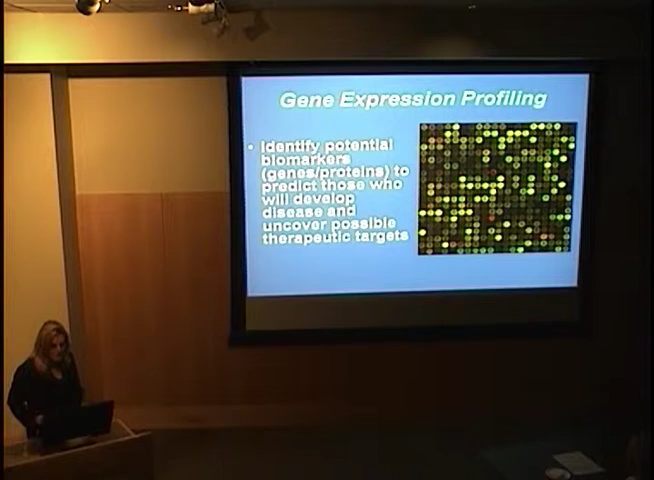 Gene Expression Profiling
• Identify potential
biomarkers
(genes/proteins) to
predict those who
will develop
disease and
uncover possible
therapeutic targets